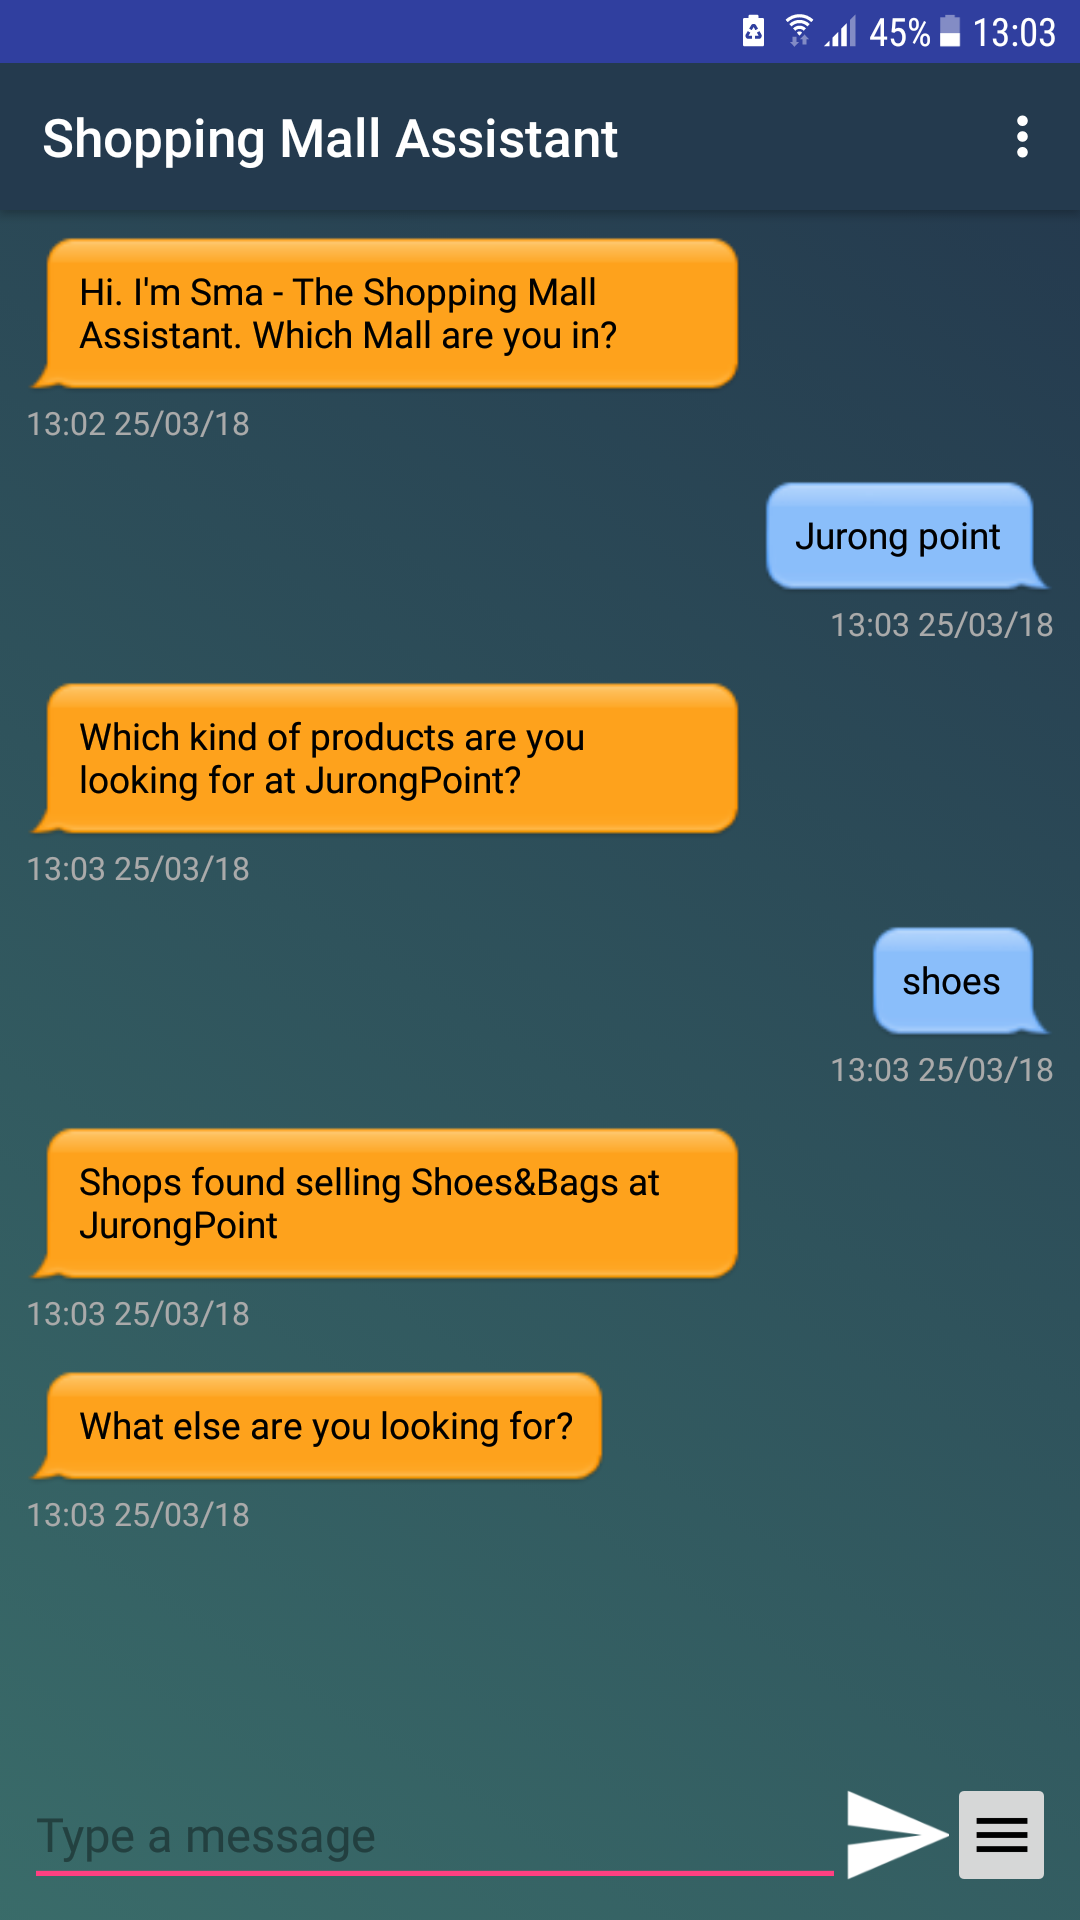 45% 13:03
Shopping Mall Assistant
Hi. I'm Sma - The Shopping Mall
Assistant. Which Mall are you in?
13:02 25/03/18
Jurong point
13:03 25/03/18
Which kind of products are you
looking for at JurongPoint?
13:03 25/03/18
shoes
13:03 25/03/18
Shops found selling Shoes&Bags at
JurongPoint
13:03 25/03/18
What else are you looking for?
13:03 25/03/18
Type a message